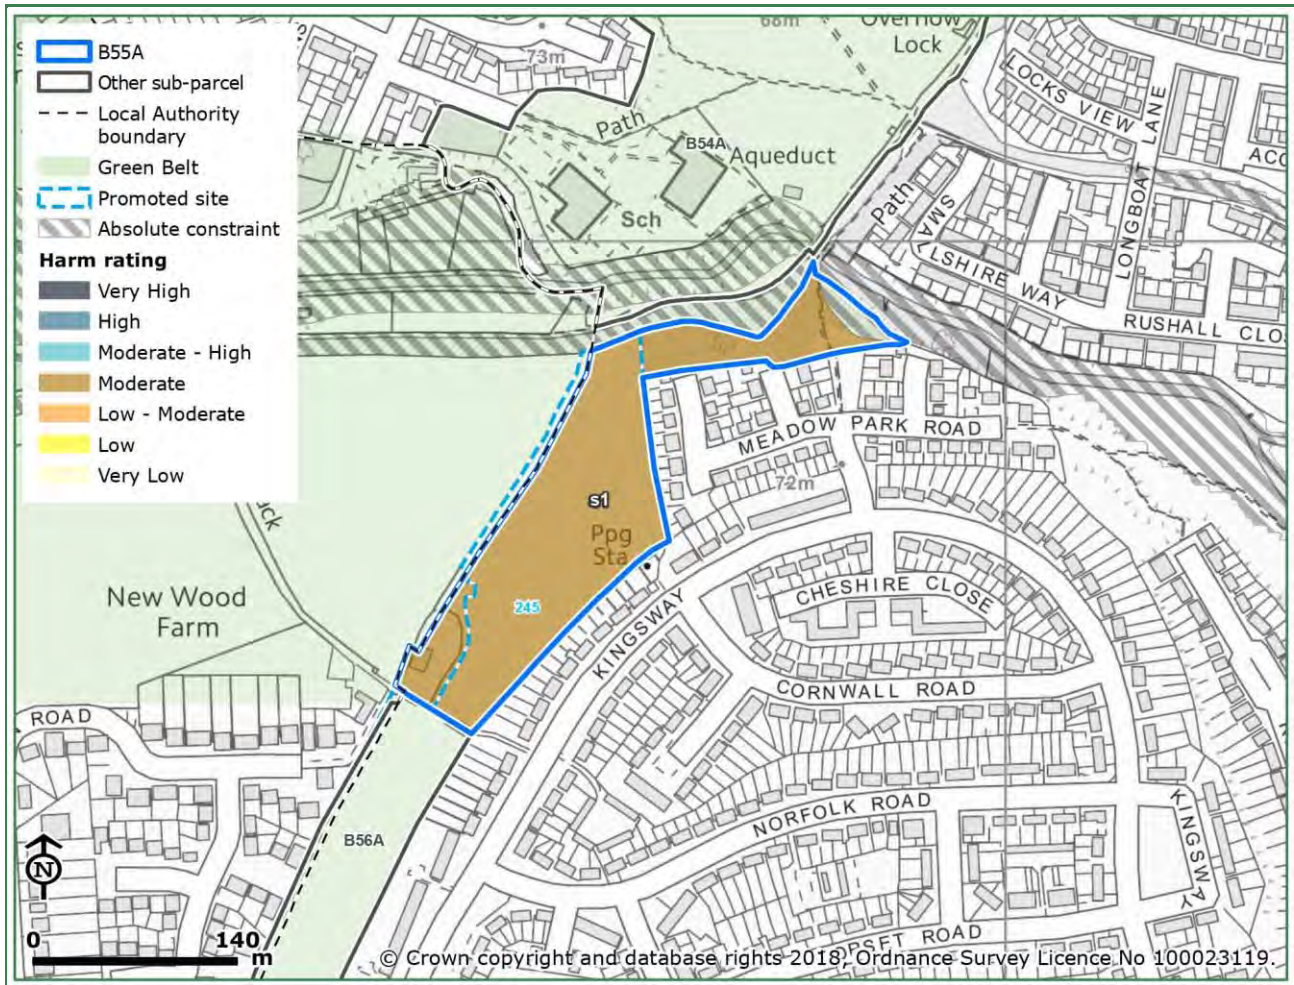 B55A
Other sub-parcel
Local Authority
boundary
Green Belt
Promoted site
Absolute constraint
Harm rating
Very High
High
Moderate - High
Moderate
Low - Moderate
Low
Very Low
68m
Lock
73m
LOCKS VIEW
LONGBOAT LANE
Path
B54A
Aqueduct
Sch
Path
SMALLSHIRE WAY
RUSHALL CLOS
MEADOW PARK ROAD
72m
s1
Ppg
Sta
245
New Wood
Farm
KINGSWAY
CHESHIRE CLOSE
CORNWALL ROAD
ROAD
NORFOLK ROAD
KINGSWAY
B56A
N
0 140
m
ROAD
© Crown copyright and database rights 2018, Ordnance Survey Licence No 100023119.